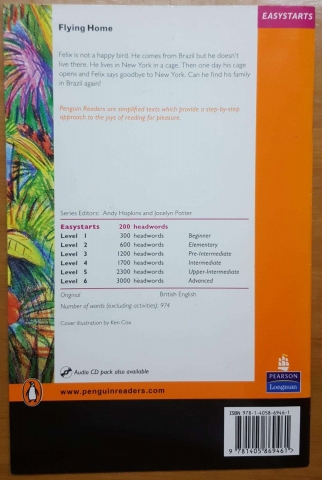 EASYSTARTS
Flying Home
Felix is not a happy bird. He comes from Brazil but he doesn't
live there. He lives in New York in a cage. Then one day his cage
opens and Felix says goodbye to New York. Can he find his family
in Brazil again?
Penguin Readers are simplified texts which provide a step-by-step
approach to the joys of reading for pleasure.
Series Editors: Andy Hopkins and Jocelyn Potter
Easystarts 200 headwords
Level 1 300 headwords Beginner
Level 2 600 headwords Elementary
Level 3 1200 headwords Pre-Intermediate
Level 4 1700 headwords Intermediate
Level 5 2300 headwords Upper-Intermediate
Level 6 3000 headwords Advanced
Original British English
Number of words (excluding activities): 974
Cover illustration by Ken Cox
Audio CD pack also available
PEARSON
Longman
www.penguinreaders.com
ISBN 978-1-4058-6946-1
9 781405 869461 >